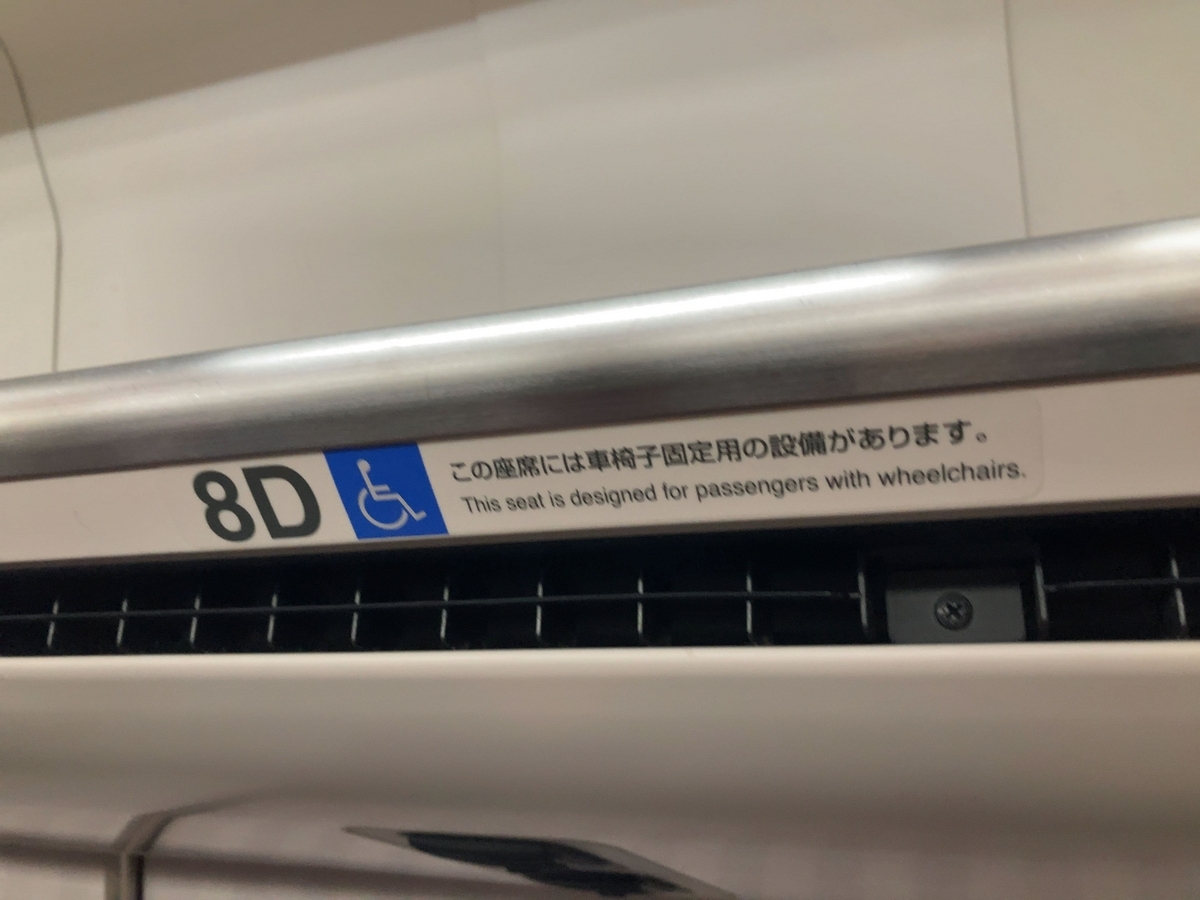 8D
この座席には車椅子固定用の設備があります。
This seat is designed for passengers with wheelchairs.